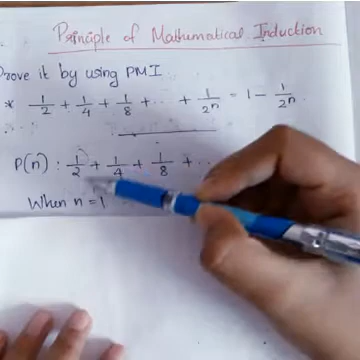 Principle of Mathematical Induction
Prove it by using PMI.
* 1/2 + 1/4 + 1/8 + ... + 1/2ⁿ = 1 - 1/2ⁿ
P(n) : 1/2 + 1/4 + 1/8 + ...
When n = 1